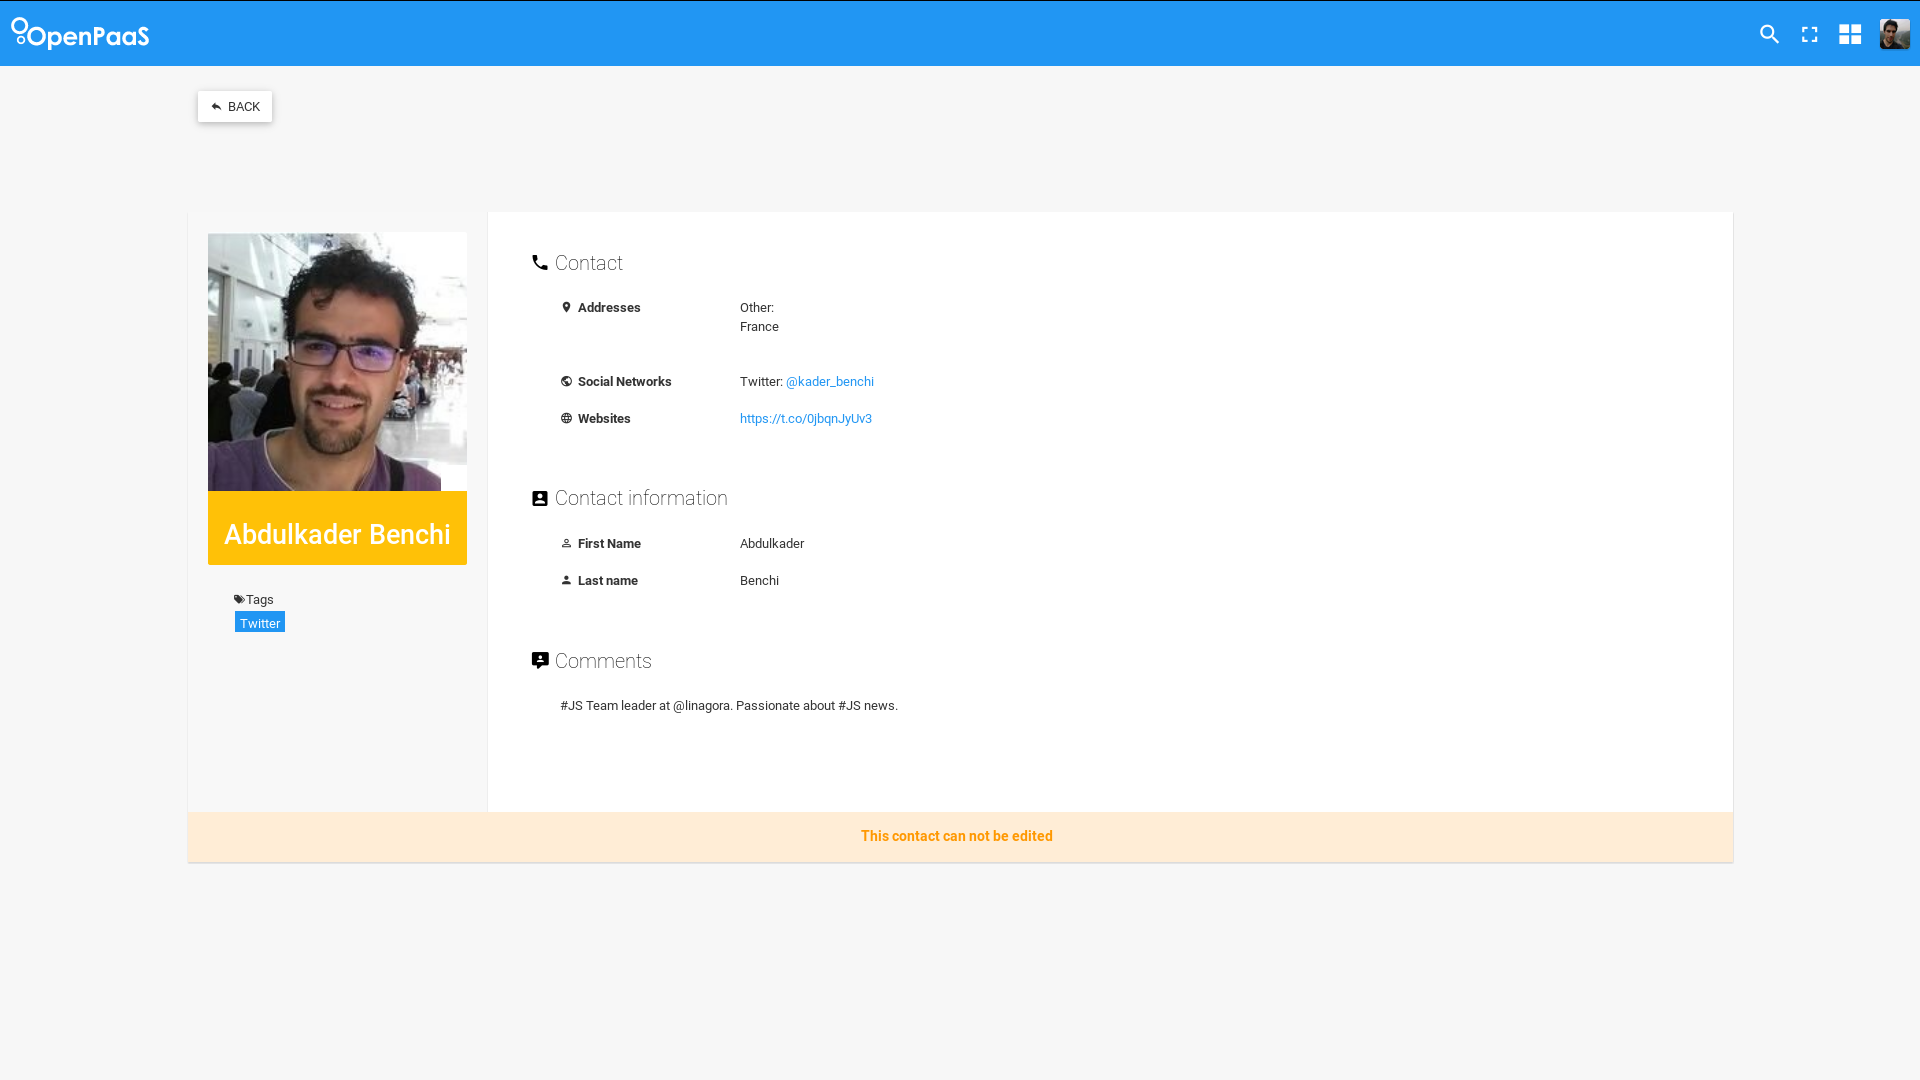 OpenPaaS
BACK
Abdulkader Benchi
Tags
Twitter
Contact
Addresses
Other:
France
Social Networks
Twitter: @kader_benchi
Websites
https://t.co/0jbqnJyUv3
Contact information
First Name
Abdulkader
Last name
Benchi
Comments
#JS Team leader at @linagora. Passionate about #JS news.
This contact can not be edited